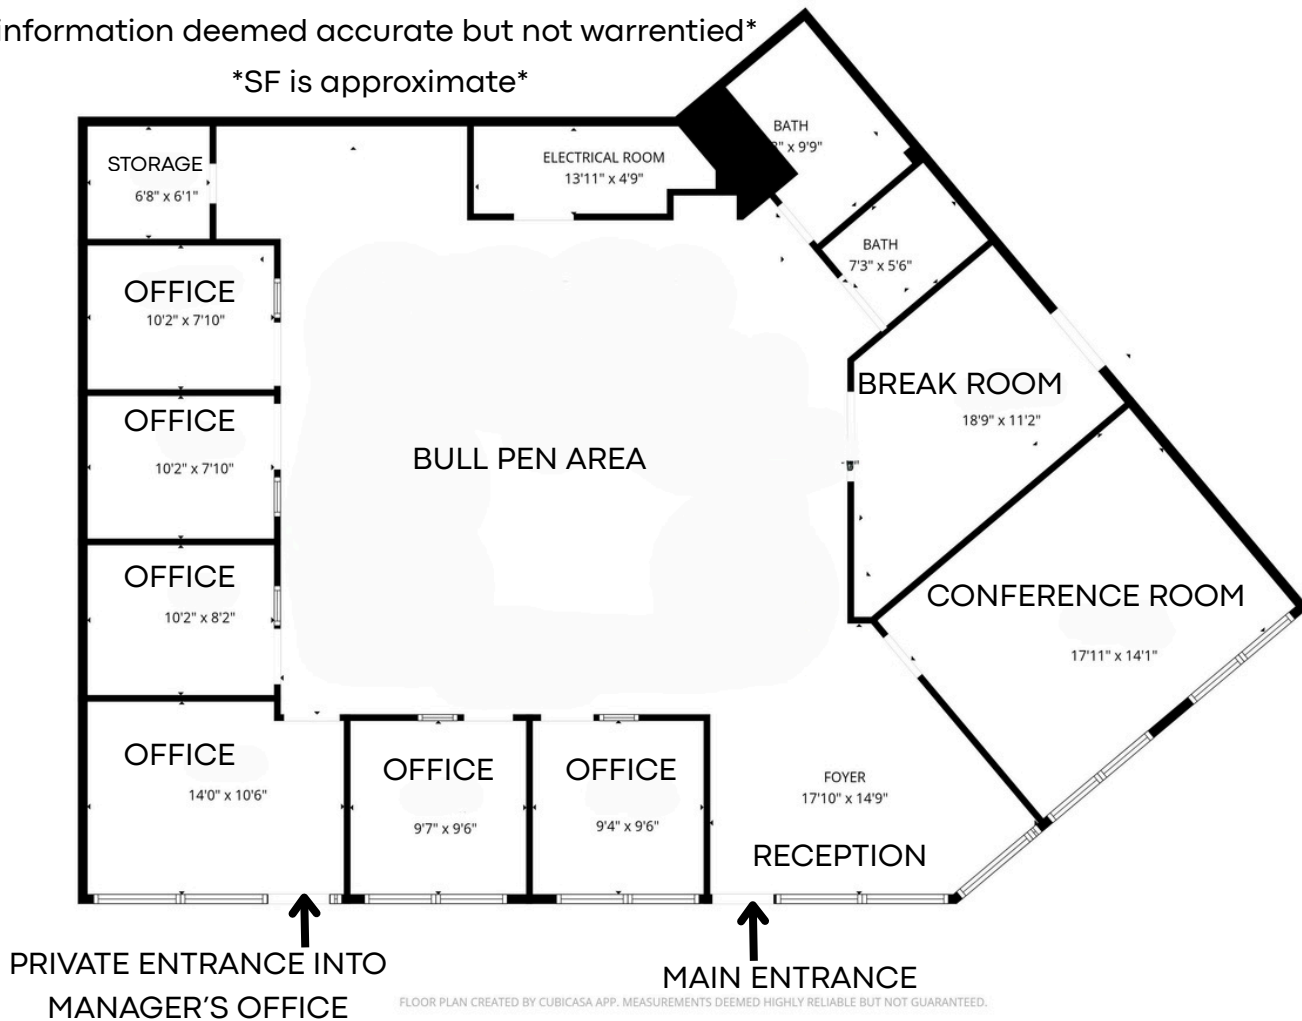 information deemed accurate but not warrentied*
*SF is approximate*
BATH
x 9'9"
STORAGE
6'8" x 6'1"
ELECTRICAL ROOM
13'11" x 4'9"
BATH
7'3" x 5'6"
OFFICE
10'2" x 7'10"
BREAK ROOM
18'9" x 11'2"
OFFICE
10'2" x 7'10"
BULL PEN AREA
OFFICE
10'2" x 8'2"
CONFERENCE ROOM
17'11" x 14'1"
OFFICE
14'0" x 10'6"
OFFICE
9'7" x 9'6"
OFFICE
9'4" x 9'6"
FOYER
17'10" x 14'9"
RECEPTION
PRIVATE ENTRANCE INTO
MANAGER'S OFFICE
MAIN ENTRANCE
FLOOR PLAN CREATED BY CUBICASA APP. MEASUREMENTS DEEMED HIGHLY RELIABLE BUT NOT GUARANTEED.